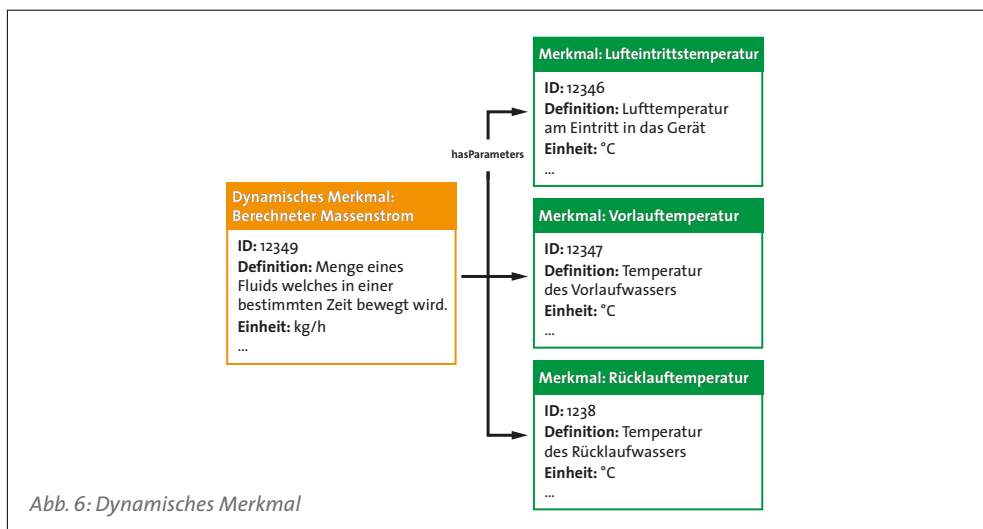 Merkmal: Lufteintrittstemperatur
ID: 12346
Definition: Lufttemperatur
am Eintritt in das Gerät
Einheit: °C
...
hasParameters
Dynamisches Merkmal:
Berechneter Massenstrom
ID: 12349
Definition: Menge eines
Fluids welches in einer
bestimmten Zeit bewegt wird.
Einheit: kg/h
...
Merkmal: Vorlauftemperatur
ID: 12347
Definition: Temperatur
des Vorlaufwassers
Einheit: °C
...
Merkmal: Rücklauftemperatur
ID: 1238
Definition: Temperatur
des Rücklaufwassers
Einheit: °C
...
Abb. 6: Dynamisches Merkmal